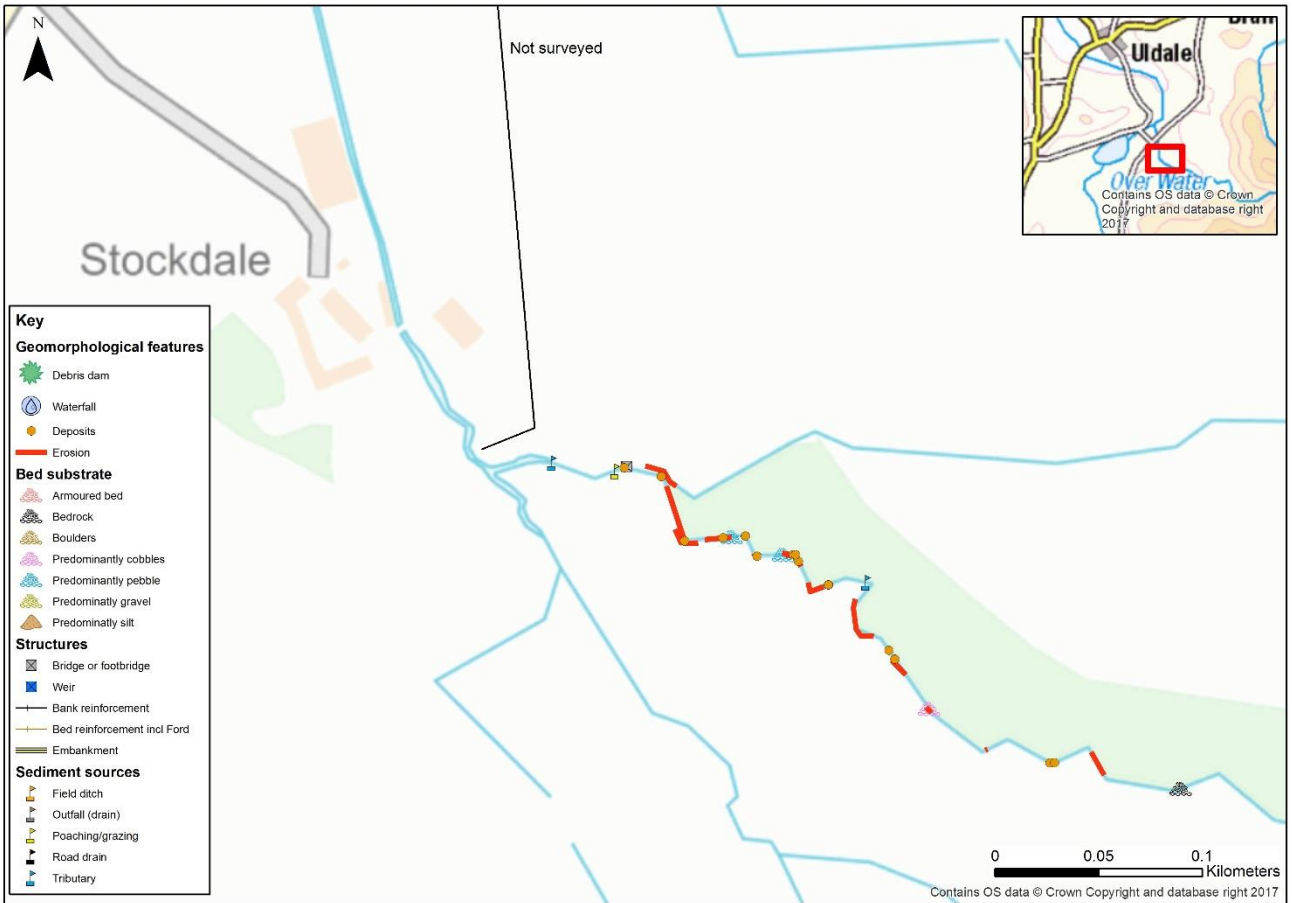 N
Not surveyed
Uldale
Over Water
Contains OS data © Crown
Copyright and database right
2017
Stockdale
Key
Geomorphological features
Debris dam
Waterfall
Deposits
Erosion
Bed substrate
Armoured bed
Bedrock
Boulders
Predominantly cobbles
Predominantly pebble
Predominatly gravel
Predominatly silt
Structures
Bridge or footbridge
Weir
Bank reinforcement
Bed reinforcement incl Ford
Embankment
Sediment sources
Field ditch
Outfall (drain)
Poaching/grazing
Road drain
Tributary
0 0.05 0.1
Kilometers
Contains OS data © Crown Copyright and database right 2017